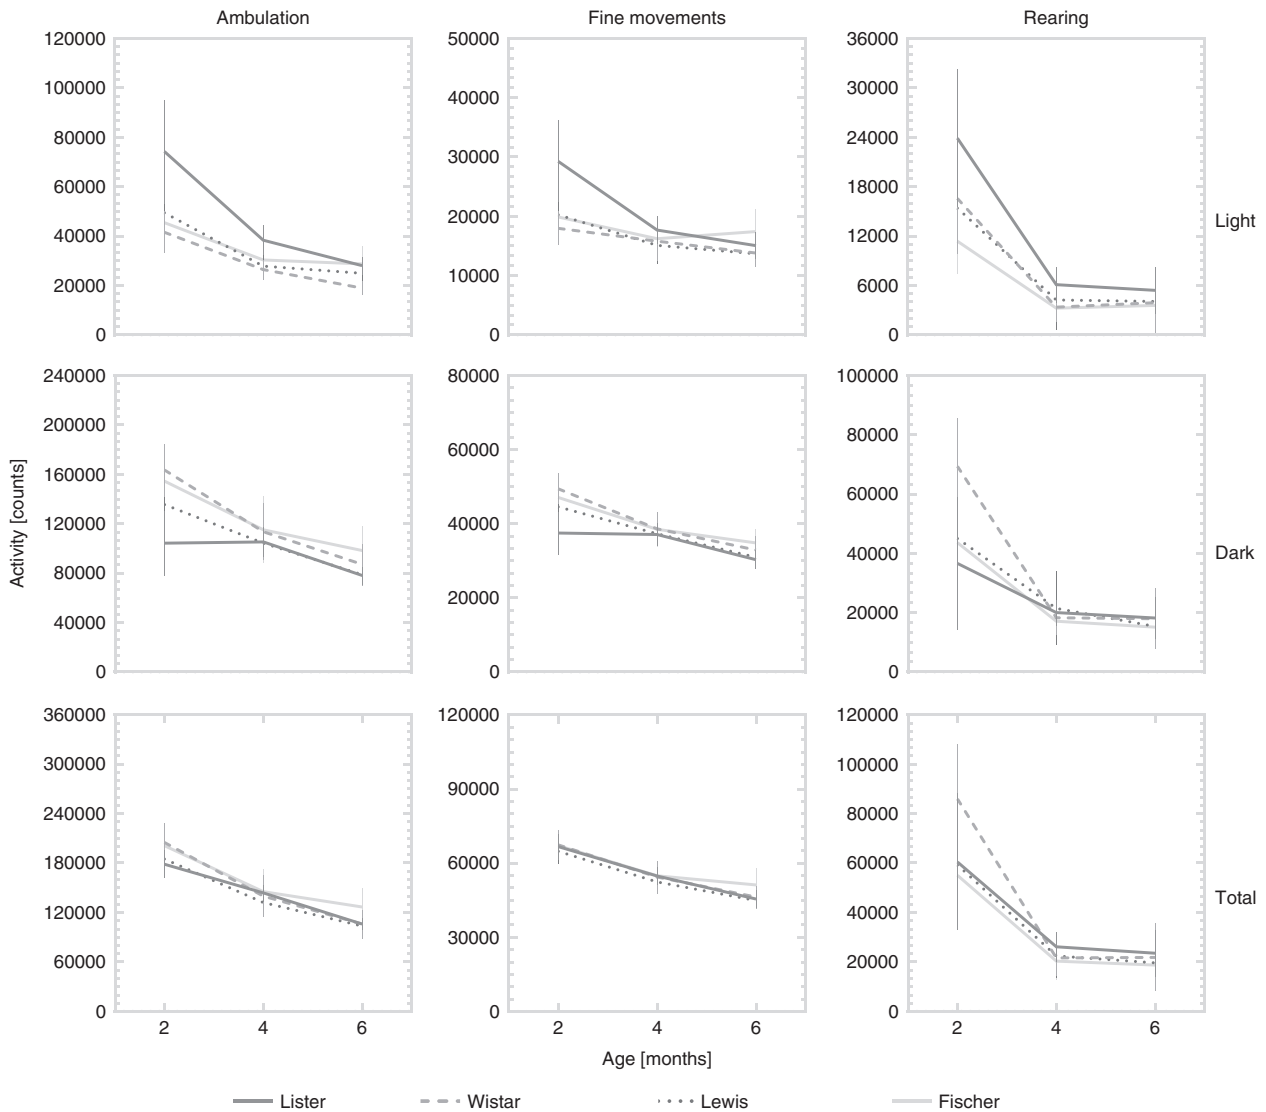 Ambulation Fine movements Rearing
120000 50000 36000
100000 40000 30000
80000 30000 24000
60000 20000 18000
40000 10000 12000
20000 0 6000
0 0
Light
240000 80000 100000
200000 60000 80000
160000 40000 60000
120000 20000 40000
80000 0 20000
40000 0
0
Dark
Activity [counts]
360000 120000 120000
300000 90000 100000
240000 60000 80000
180000 30000 60000
120000 0 40000
60000 20000
0 0
Total
2 4 6 2 4 6 2 4 6
Age [months]
Lister Wistar Lewis Fischer